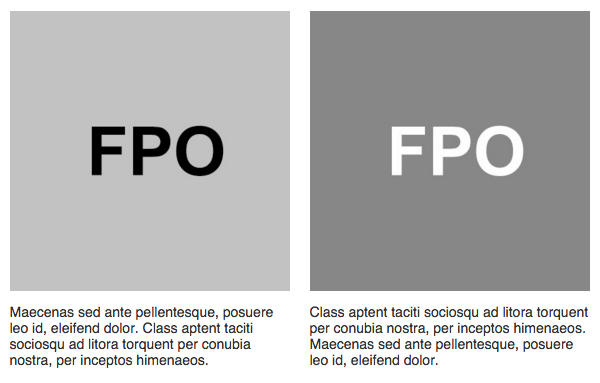 FPO
Maecenas sed ante pellentesque, posuere
leo id, eleifend dolor. Class aptent taciti
sociosqu ad litora torquent per conubia
nostra, per inceptos himenaeos.
FPO
Class aptent taciti sociosqu ad litora torquent
per conubia nostra, per inceptos himenaeos.
Maecenas sed ante pellentesque, posuere
leo id, eleifend dolor.